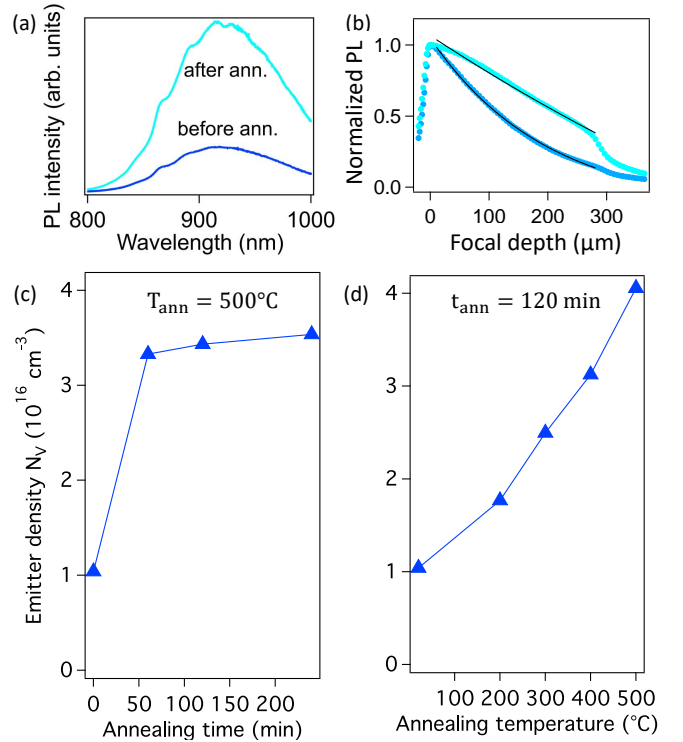 (a)
PL intensity (arb. units)
after ann.
before ann.
800 900 1000
Wavelength (nm)
(b)
Normalized PL
1.0
0.5
0.0
0 100 200 300
Focal depth (μm)
(c)
T_ann = 500°C
Emitter density N_V (10^16 cm^-3)
4
3
2
1
0
0 50 100 150 200
Annealing time (min)
(d)
t_ann = 120 min
4
3
2
1
0
100 200 300 400 500
Annealing temperature (°C)